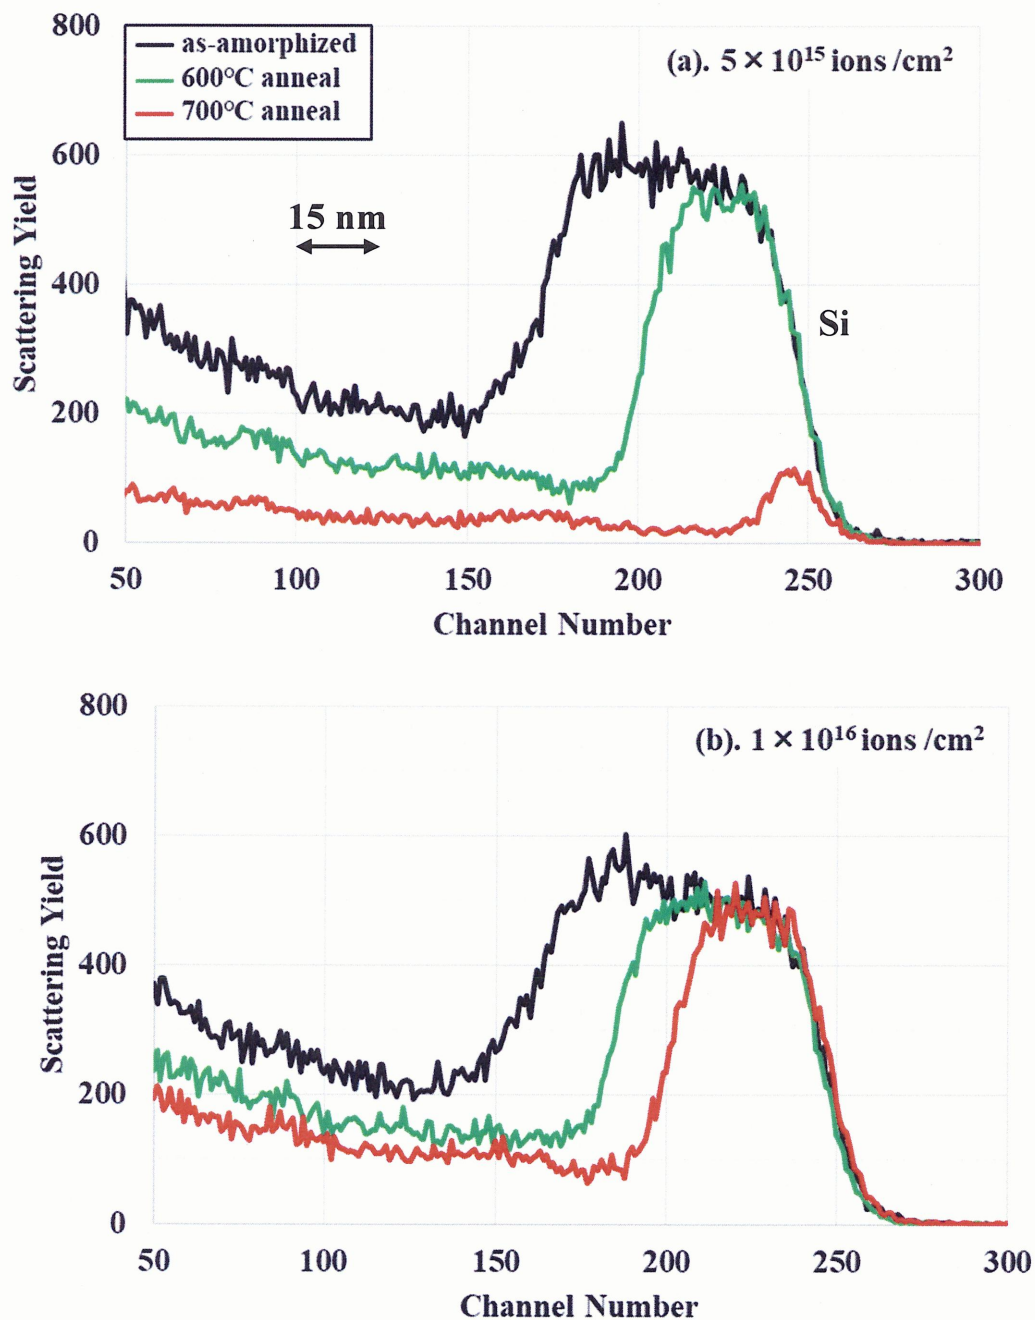 800
600
400
200
0
Scattering Yield
as-amorphized
600°C anneal
700°C anneal
(a). 5 × 10¹⁵ ions /cm²
15 nm
Si
50 100 150 200 250 300
Channel Number
800
600
400
200
0
Scattering Yield
(b). 1 × 10¹⁶ ions /cm²
50 100 150 200 250 300
Channel Number